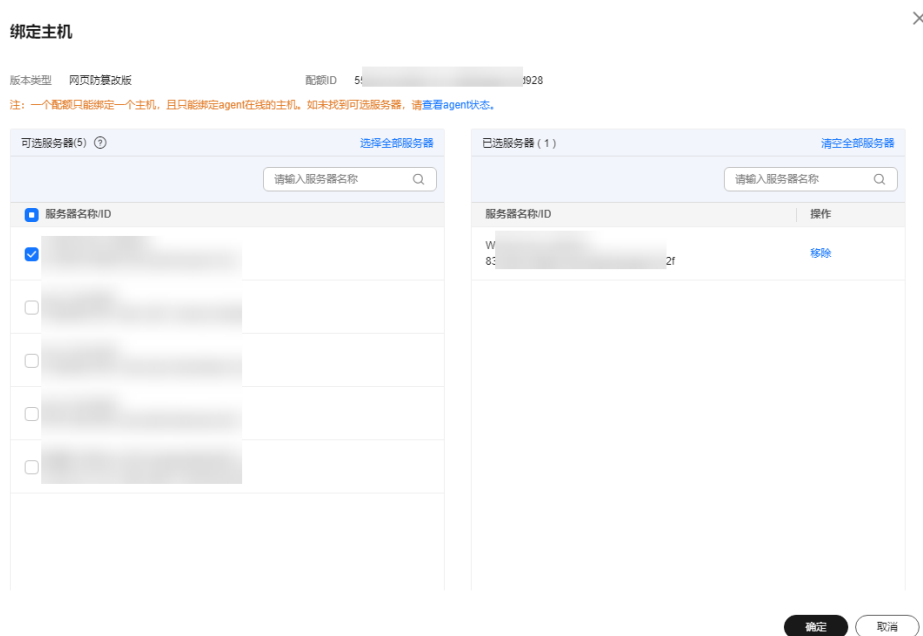 绑定主机
版本类型 网页防篡改版 配额ID 59 d928
注：一个配额只能绑定一个主机，且只能绑定agent在线的主机。如未找到可选服务器，请查看agent状态。
可选服务器(5) ? 选择全部服务器
请输入服务器名称
服务器名称/ID
已选服务器 ( 1 ) 清空全部服务器
请输入服务器名称
服务器名称/ID 操作
W
83 2f 移除
确定 取消